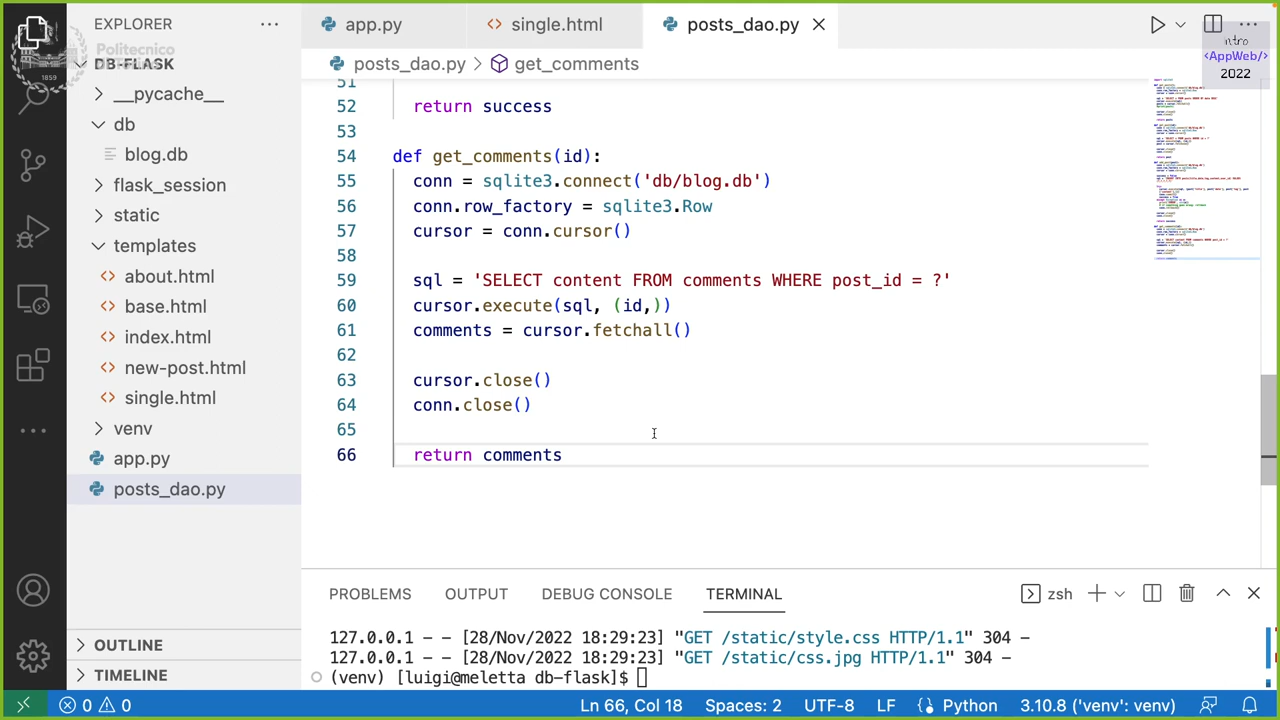 EXPLORER
Politecnico
1859
DB-FLASK
__pycache__
db
blog.db
flask_session
static
templates
about.html
base.html
index.html
new-post.html
single.html
venv
app.py
posts_dao.py
OUTLINE
TIMELINE
app.py
single.html
posts_dao.py
ntro
<AppWeb/>
2022
posts_dao.py > get_comments
51
52 return success
53
54 def get_comments(id):
55 conn = sqlite3.connect('db/blog.db')
56 conn.row_factory = sqlite3.Row
57 cursor = conn.cursor()
58
59 sql = 'SELECT content FROM comments WHERE post_id = ?'
60 cursor.execute(sql, (id,))
61 comments = cursor.fetchall()
62
63 cursor.close()
64 conn.close()
65
66 return comments
PROBLEMS OUTPUT DEBUG CONSOLE TERMINAL zsh
127.0.0.1 - - [28/Nov/2022 18:29:23] "GET /static/style.css HTTP/1.1" 304 -
127.0.0.1 - - [28/Nov/2022 18:29:23] "GET /static/css.jpg HTTP/1.1" 304 -
(venv) [luigi@meletta db-flask]$
0 0 Ln 66, Col 18 Spaces: 2 UTF-8 LF Python 3.10.8 ('venv': venv)